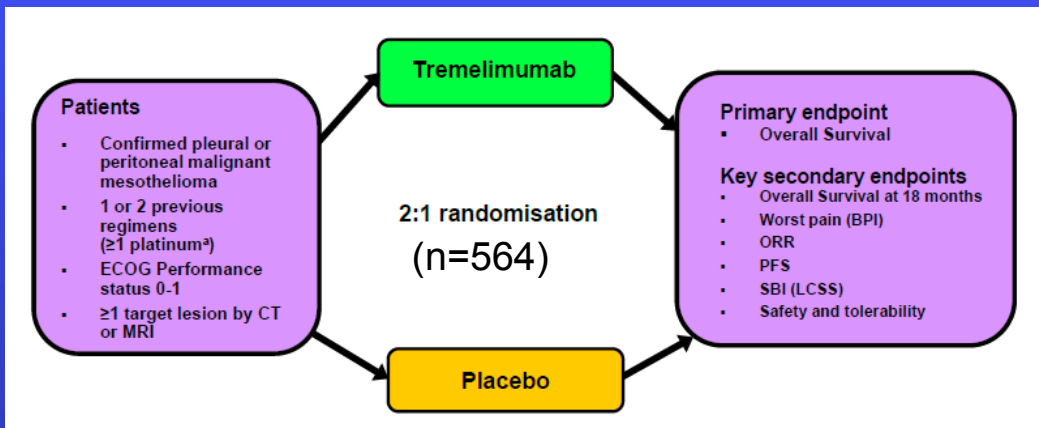 Tremelimumab
Patients
▪ Confirmed pleural or
peritoneal malignant
mesothelioma
▪ 1 or 2 previous
regimens
(≥1 platinumᵃ)
▪ ECOG Performance
status 0-1
▪ ≥1 target lesion by CT
or MRI
2:1 randomisation
(n=564)
Placebo
Primary endpoint
▪ Overall Survival
Key secondary endpoints
▪ Overall Survival at 18 months
▪ Worst pain (BPI)
▪ ORR
▪ PFS
▪ SBI (LCSS)
▪ Safety and tolerability